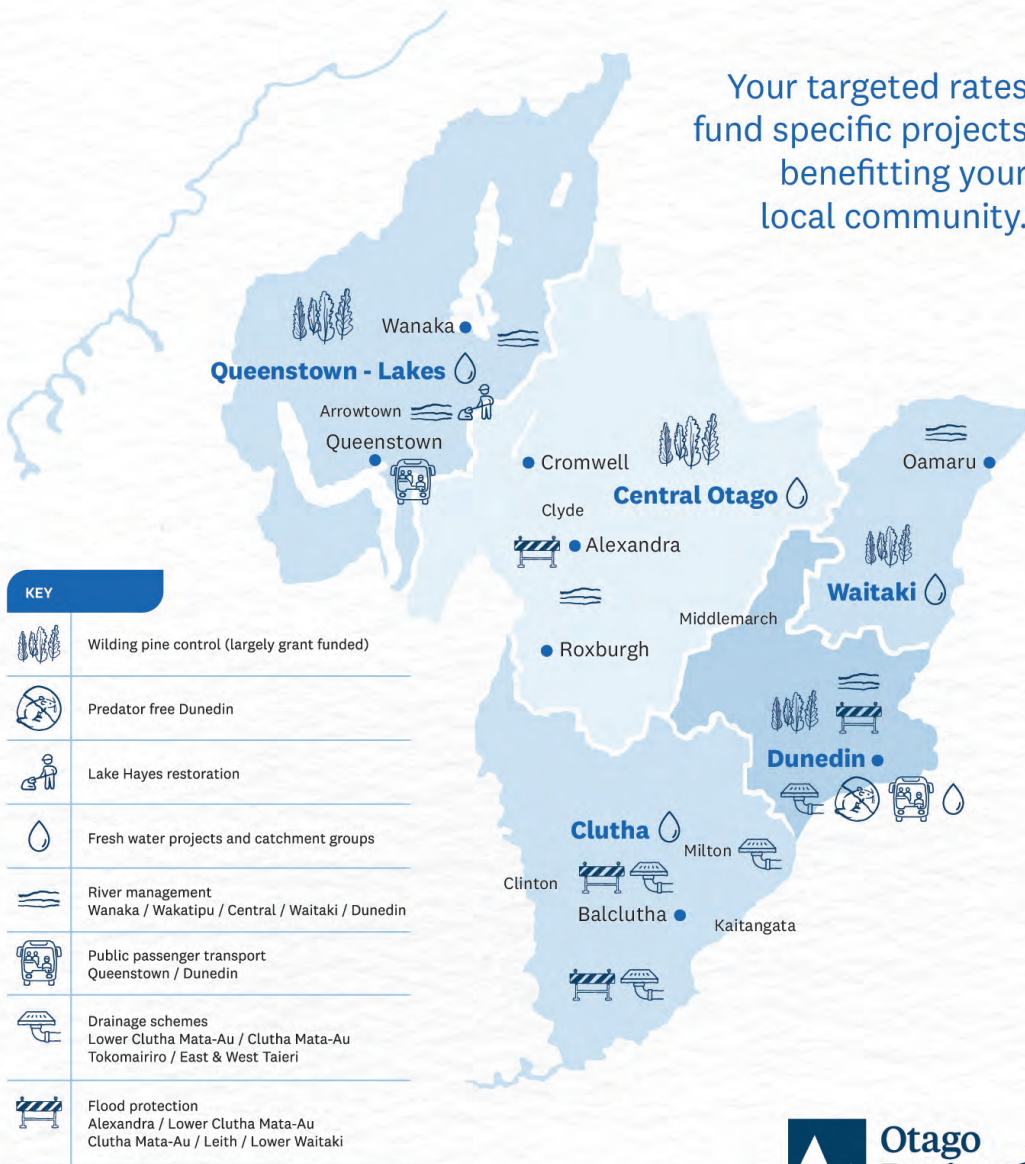 Your targeted rates
fund specific projects
benefitting your
local community.
Wanaka
Queenstown - Lakes
Arrowtown
Queenstown
Cromwell
Central Otago
Clyde
Alexandra
Roxburgh
Oamaru
Waitaki
Middlemarch
Dunedin
Clutha
Milton
Clinton
Balclutha
Kaitangata
KEY
Wilding pine control (largely grant funded)
Predator free Dunedin
Lake Hayes restoration
Fresh water projects and catchment groups
River management
Wanaka / Wakatipu / Central / Waitaki / Dunedin
Public passenger transport
Queenstown / Dunedin
Drainage schemes
Lower Clutha Mata-Au / Clutha Mata-Au
Tokomairiro / East & West Taieri
Flood protection
Alexandra / Lower Clutha Mata-Au
Clutha Mata-Au / Leith / Lower Waitaki
Otago